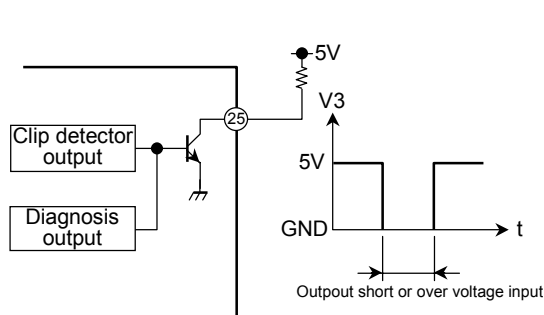 5V
25
V3
Clip detector
output
5V
Diagnosis
output
GND
t
Outpout short or over voltage input